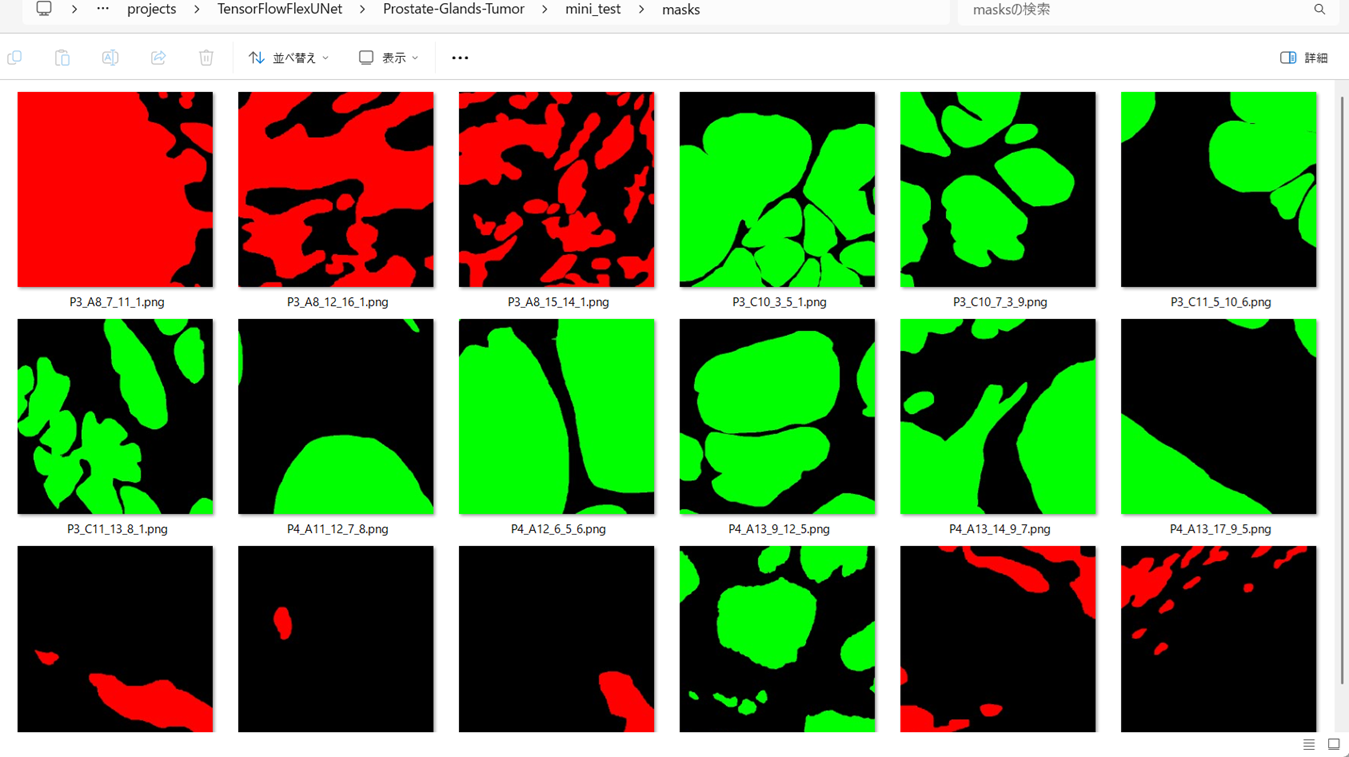 projects > TensorFlowFlexUNet > Prostate-Glands-Tumor > mini_test > masks
masksの検索
並べ替え 表示 詳細
P3_A8_7_11_1.png P3_A8_12_16_1.png P3_A8_15_14_1.png P3_C10_3_5_1.png P3_C10_7_3_9.png P3_C11_5_10_6.png
P3_C11_13_8_1.png P4_A11_12_7_8.png P4_A12_6_5_6.png P4_A13_9_12_5.png P4_A13_14_9_7.png P4_A13_17_9_5.png